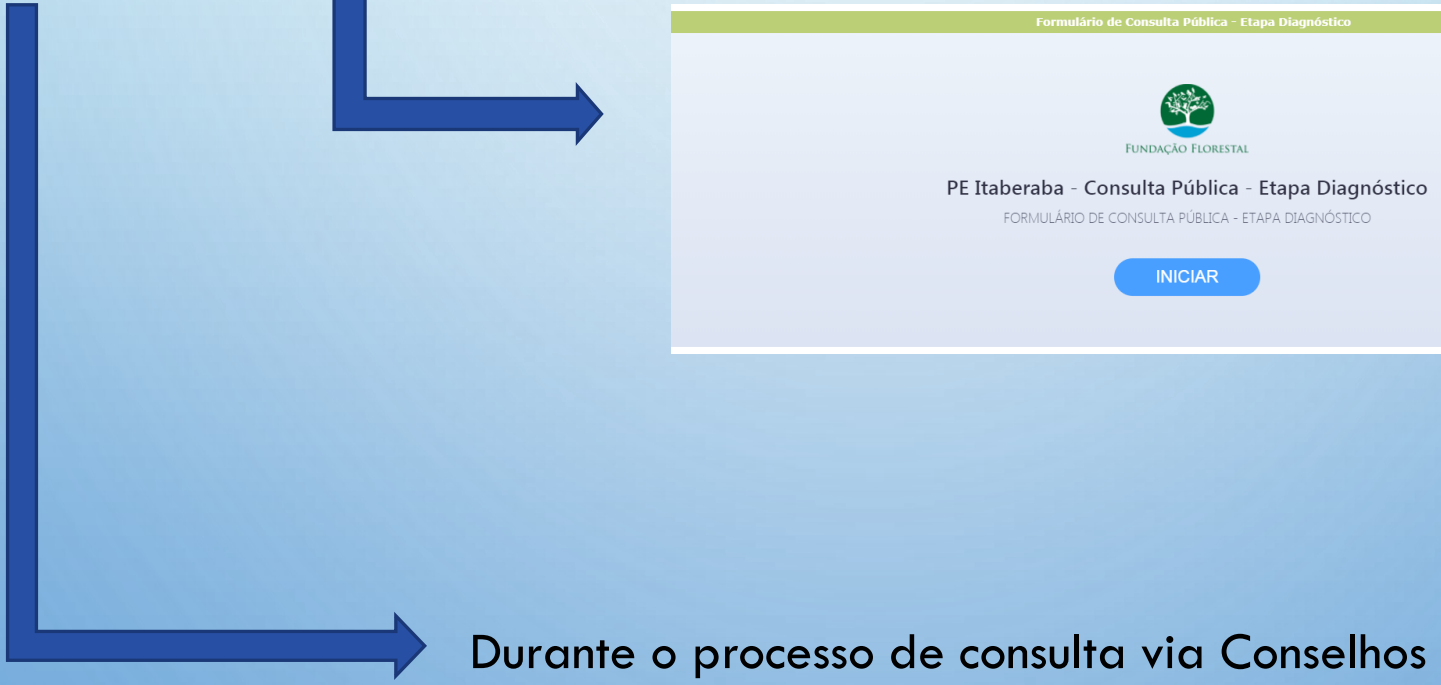 Formulário de Consulta Pública - Etapa Diagnóstico
FUNDAÇÃO FLORESTAL
PE Itaberaba - Consulta Pública - Etapa Diagnóstico
FORMULÁRIO DE CONSULTA PÚBLICA - ETAPA DIAGNÓSTICO
INICIAR
Durante o processo de consulta via Conselhos